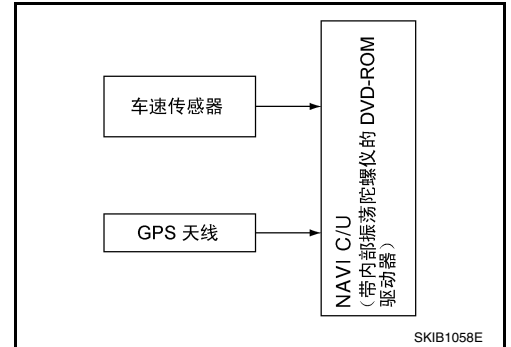 车速传感器
GPS 天线
NAVI C/U
（带内部振荡陀螺仪的 DVD-ROM
驱动器）
SKIB1058E